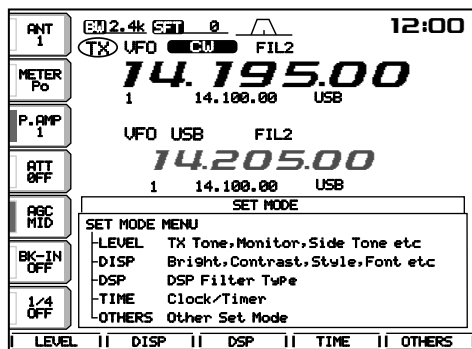 ANT 1
BW 2.4k SFT 0
12:00
TX VFO CW FIL2
METER Po
14.195.00
1 14.100.00 USB
P.AMP 1
VFO USB FIL2
14.205.00
ATT OFF
1 14.100.00 USB
AGC MID
SET MODE
SET MODE MENU
LEVEL TX Tone,Monitor,Side Tone etc
BK-IN OFF
DISP Bright,Contrast,Style,Font etc
DSP DSP Filter Type
1/4 OFF
TIME Clock/Timer
OTHERS Other Set Mode
LEVEL DISP DSP TIME OTHERS